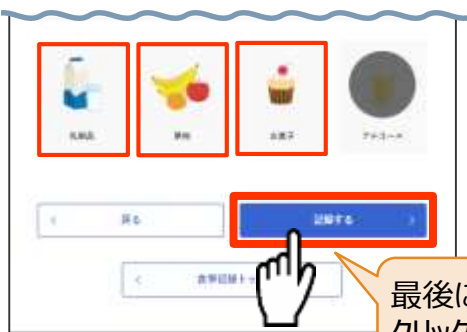 乳製品
果物
お菓子
アルコール
戻る
記録する
食事記録トッ
最後に
クリック